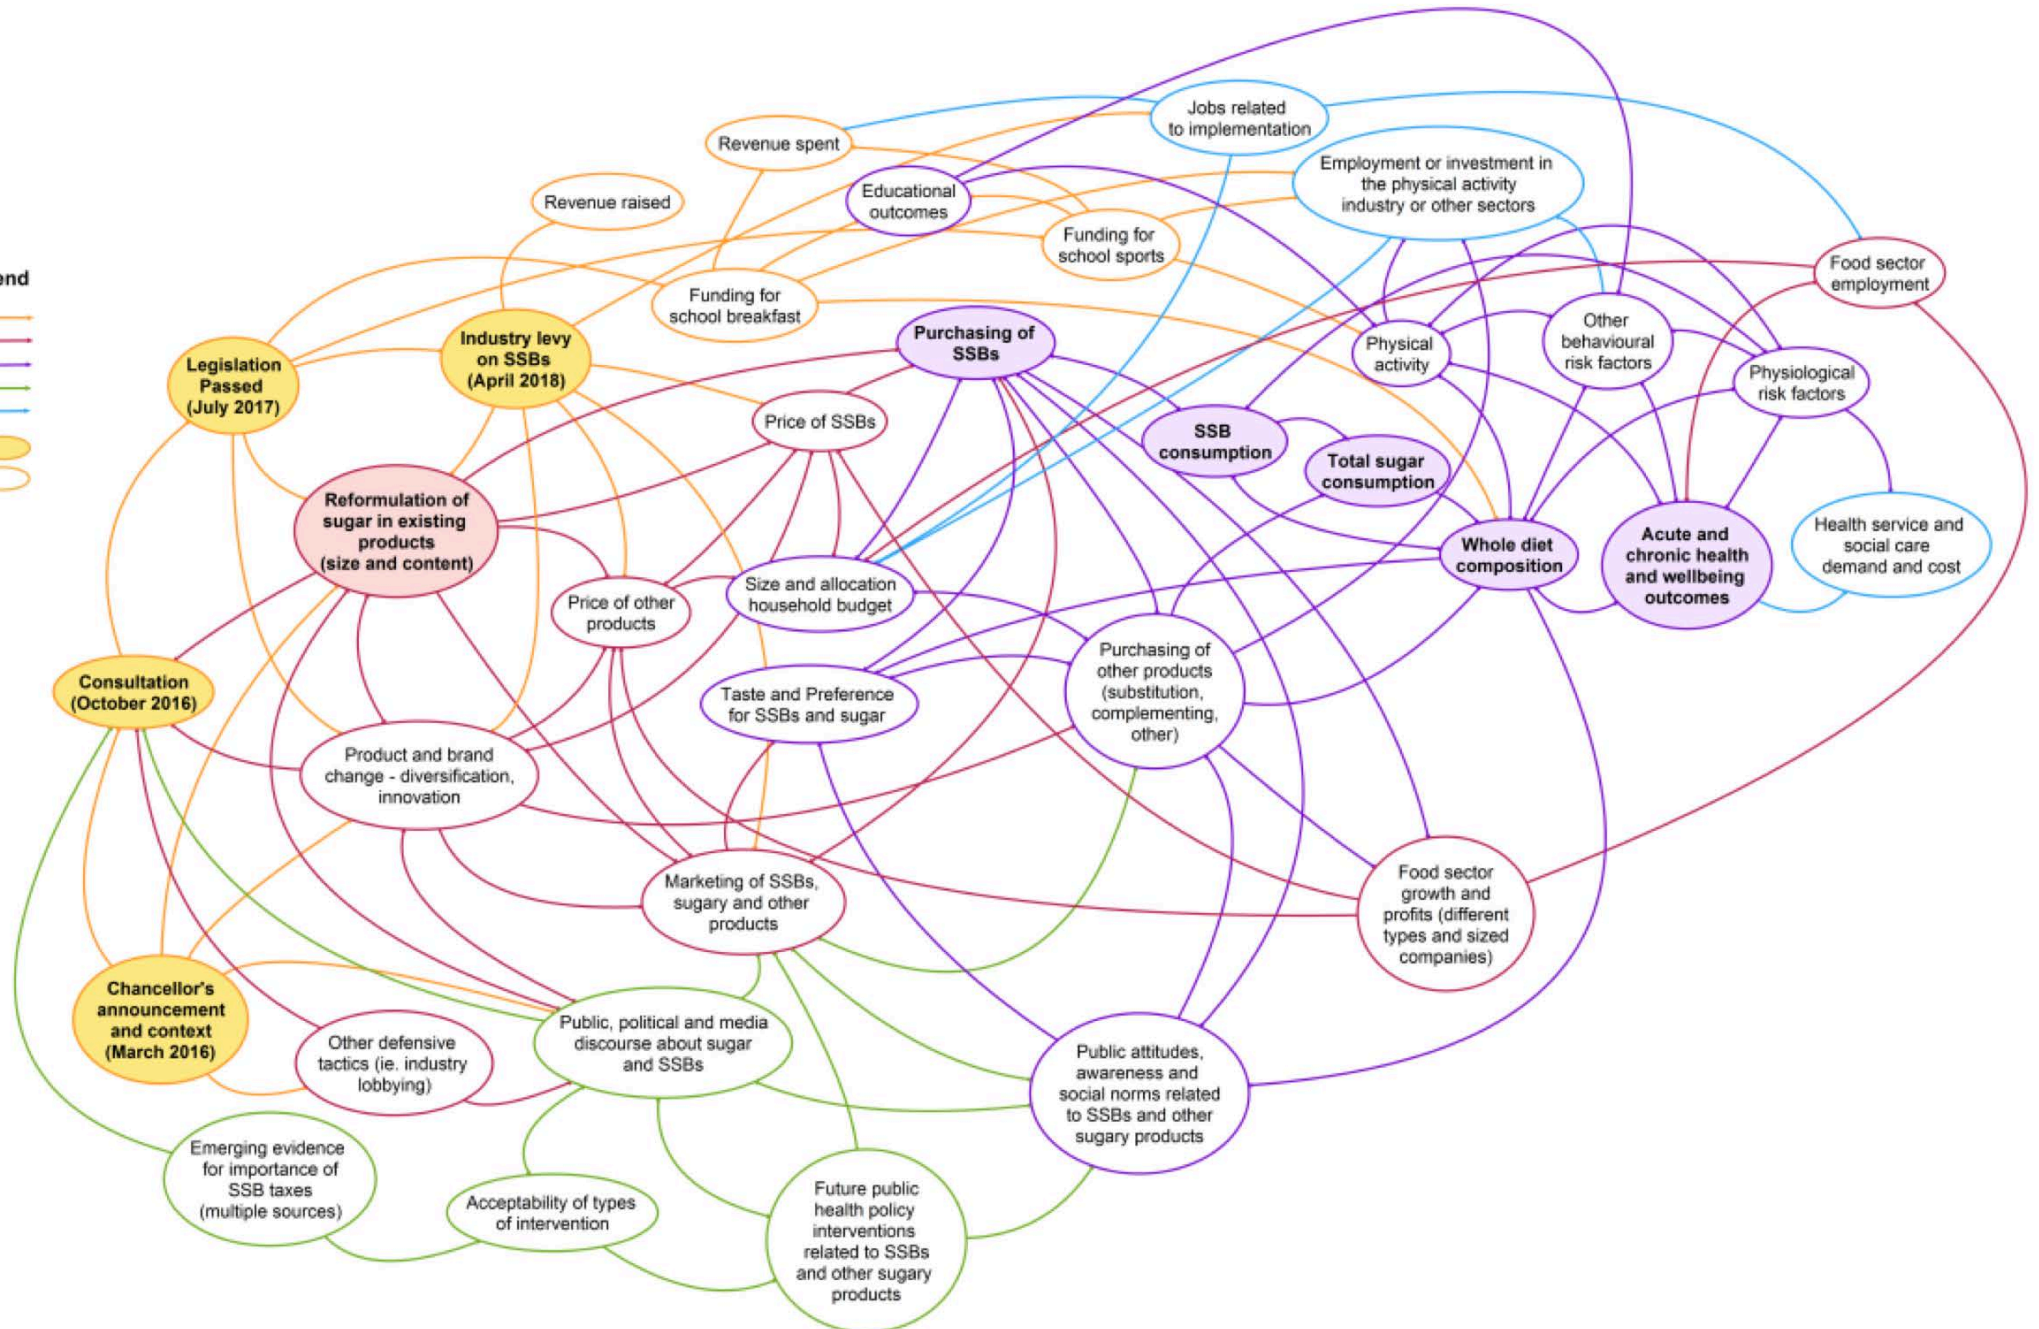 end
Jobs related
to implementation
Revenue spent
Employment or investment in
the physical activity
industry or other sectors
Revenue raised
Educational
outcomes
Funding for
school sports
Food sector
employment
Funding for
school breakfast
Legislation
Passed
(July 2017)
Industry levy
on SSBs
(April 2018)
Purchasing of
SSBs
Physical
activity
Other
behavioural
risk factors
Physiological
risk factors
Price of SSBs
SSB
consumption
Total sugar
consumption
Reformulation of
sugar in existing
products
(size and content)
Whole diet
composition
Acute and
chronic health
and wellbeing
outcomes
Health service and
social care
demand and cost
Price of other
products
Size and allocation
household budget
Consultation
(October 2016)
Taste and Preference
for SSBs and sugar
Purchasing of
other products
(substitution,
complementing,
other)
Product and brand
change - diversification,
innovation
Marketing of SSBs,
sugary and other
products
Food sector
growth and
profits (different
types and sized
companies)
Chancellor's
announcement
and context
(March 2016)
Other defensive
tactics (ie. industry
lobbying)
Public, political and media
discourse about sugar
and SSBs
Public attitudes,
awareness and
social norms related
to SSBs and other
sugary products
Emerging evidence
for importance of
SSB taxes
(multiple sources)
Acceptability of types
of intervention
Future public
health policy
interventions
related to SSBs
and other sugary
products